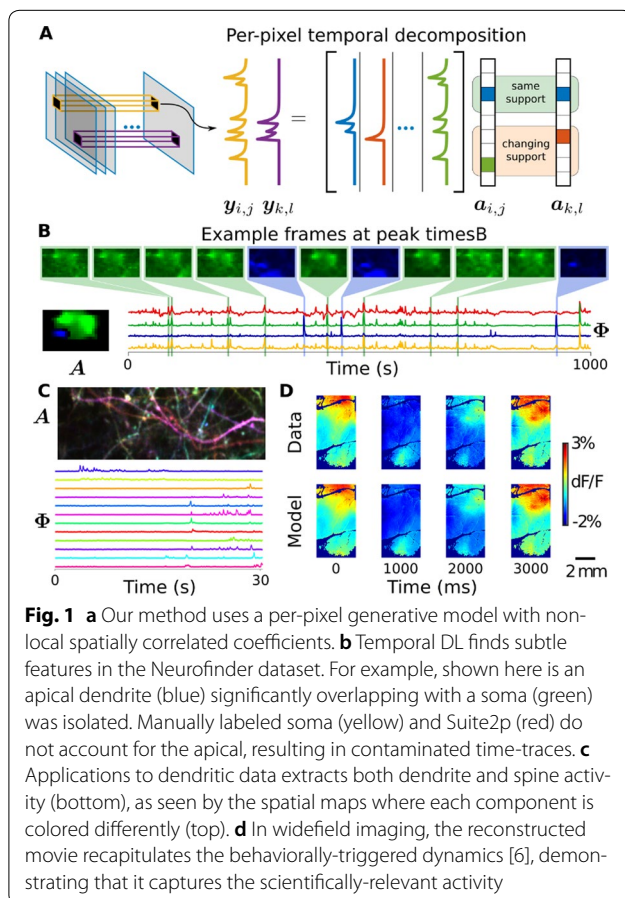 A
Per-pixel temporal decomposition
=
...
...
same
support
changing
support
y_{i,j} y_{k,l}
a_{i,j} a_{k,l}
B
Example frames at peak timesB
Φ
A
0
Time (s)
1000
C
A
Φ
0
Time (s)
30
D
Data
Model
0
1000
2000
3000
Time (ms)
3%
dF/F
-2%
2 mm
Fig. 1 a Our method uses a per-pixel generative model with non-
local spatially correlated coefficients. b Temporal DL finds subtle
features in the Neurofinder dataset. For example, shown here is an
apical dendrite (blue) significantly overlapping with a soma (green)
was isolated. Manually labeled soma (yellow) and Suite2p (red) do
not account for the apical, resulting in contaminated time-traces. c
Applications to dendritic data extracts both dendrite and spine activ-
ity (bottom), as seen by the spatial maps where each component is
colored differently (top). d In widefield imaging, the reconstructed
movie recapitulates the behaviorally-triggered dynamics [6], demon-
strating that it captures the scientifically-relevant activity